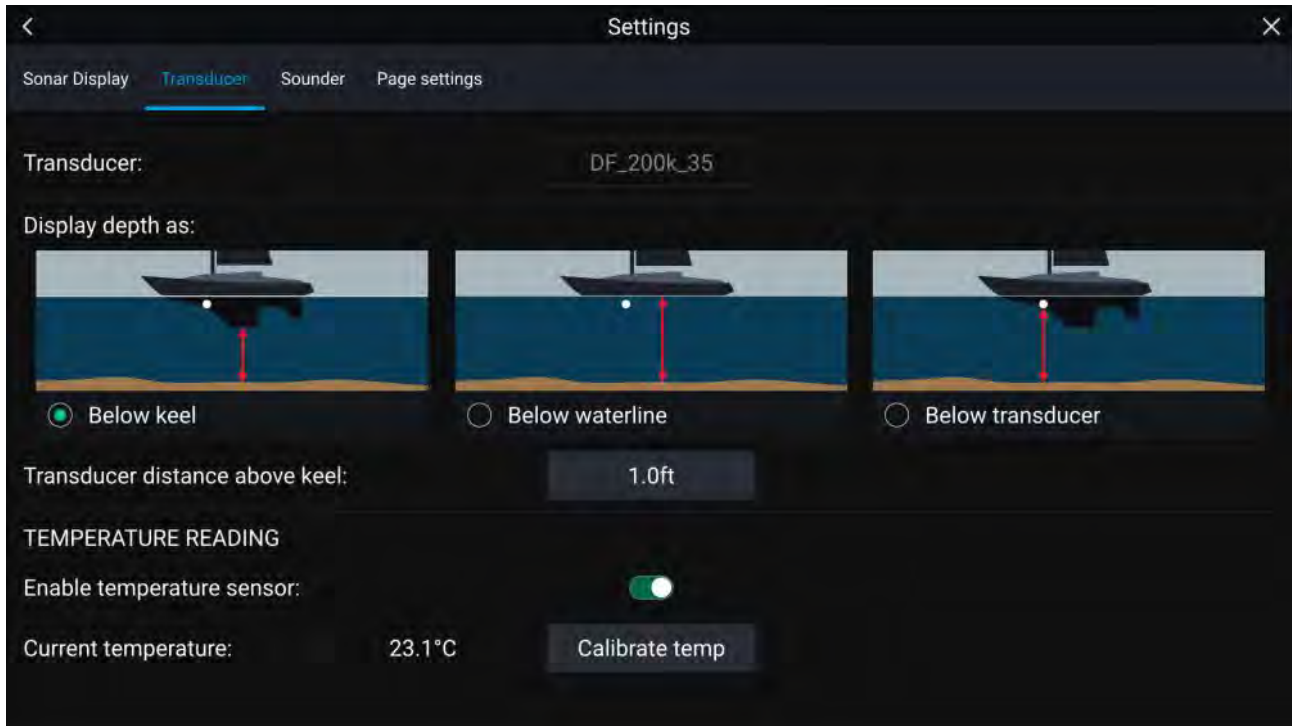 Settings
Sonar Display Transducer Sounder Page settings
Transducer: DF_200k_35
Display depth as:
Below keel Below waterline Below transducer
Transducer distance above keel: 1.0ft
TEMPERATURE READING
Enable temperature sensor:
Current temperature: 23.1°C Calibrate temp